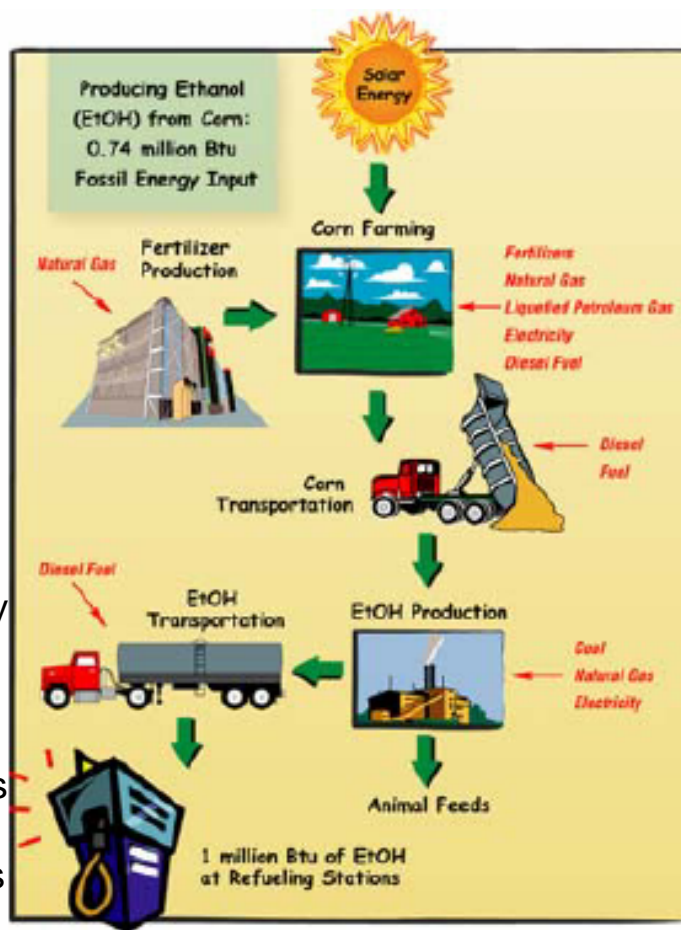 Producing Ethanol
(EtOH) from Corn:
0.74 million Btu
Fossil Energy Input
Solar
Energy
Corn Farming
Fertilizer
Production
Natural Gas
Fertilizers
Natural Gas
Liquefied Petroleum Gas
Electricity
Diesel Fuel
Corn
Transportation
Diesel
Fuel
EtOH Production
Coal
Natural Gas
Electricity
EtOH
Transportation
Diesel Fuel
Animal Feeds
1 million Btu of EtOH
at Refueling Stations
y
s
s